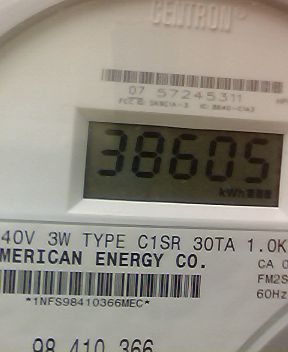 CENTRON®
07 57245311
38605
kWh
40V 3W TYPE C1SR 30TA 1.0K
MERICAN ENERGY CO.
CA 0
FM2S
60Hz
*1NFS98410366MEC*
98 410 366